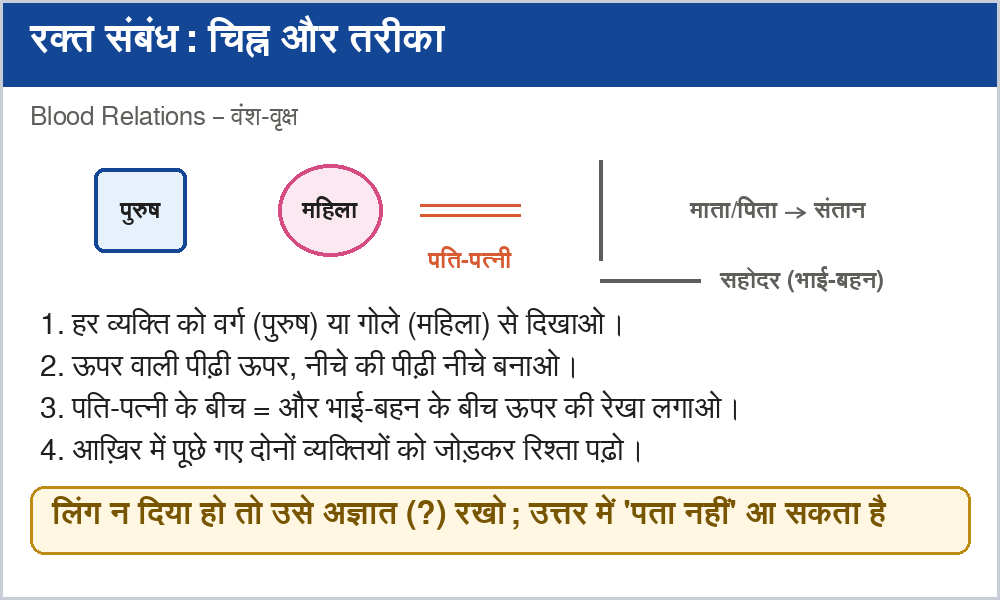 रक्त संबंध : चिह्न और तरीका
Blood Relations – वंश-वृक्ष
पुरुष
महिला
माता/पिता → संतान
पति-पत्नी
सहोदर (भाई-बहन)
1. हर व्यक्ति को वर्ग (पुरुष) या गोले (महिला) से दिखाओ।
2. ऊपर वाली पीढ़ी ऊपर, नीचे की पीढ़ी नीचे बनाओ।
3. पति-पत्नी के बीच = और भाई-बहन के बीच ऊपर की रेखा लगाओ।
4. आख़िर में पूछे गए दोनों व्यक्तियों को जोड़कर रिश्ता पढ़ो।
लिंग न दिया हो तो उसे अज्ञात (?) रखो; उत्तर में 'पता नहीं' आ सकता है